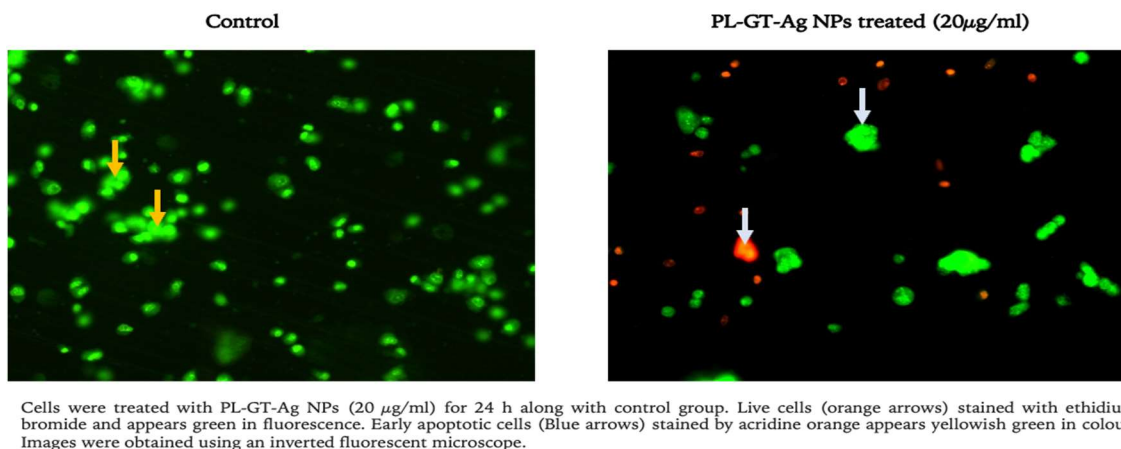 Control
PL-GT-Ag NPs treated (20μg/ml)
Cells were treated with PL-GT-Ag NPs (20 μg/ml) for 24 h along with control group. Live cells (orange arrows) stained with ethidiu
bromide and appears green in fluorescence. Early apoptotic cells (Blue arrows) stained by acridine orange appears yellowish green in colou
Images were obtained using an inverted fluorescent microscope.